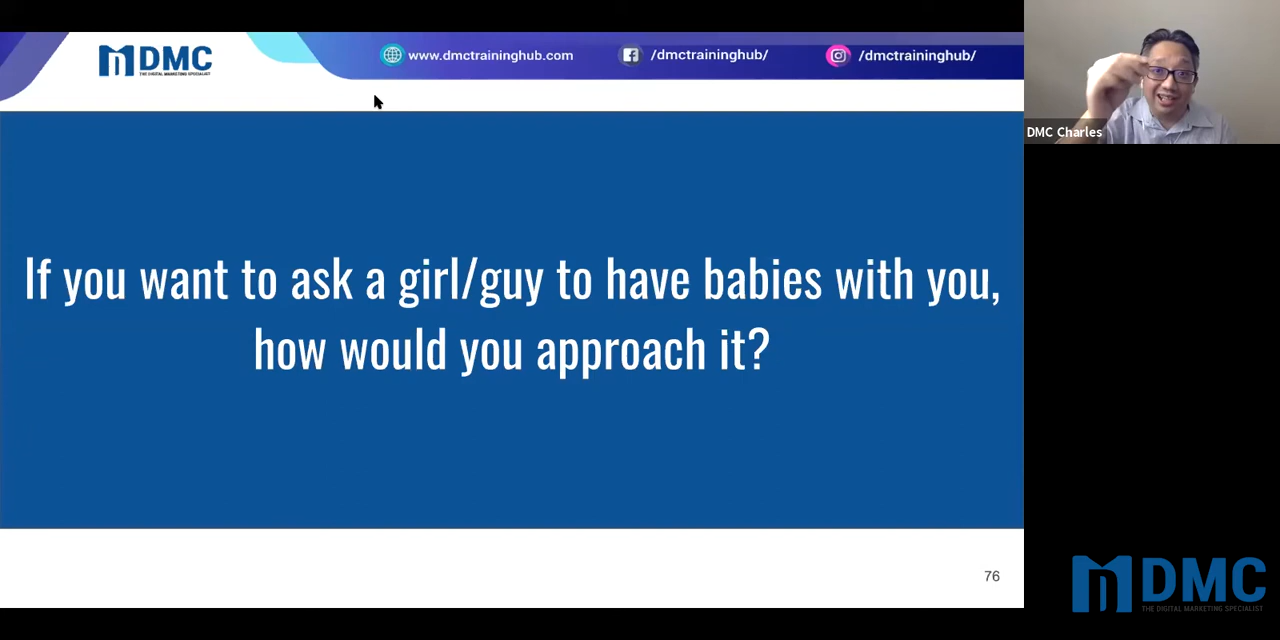 DMC
THE DIGITAL MARKETING SPECIALIST
www.dmctraininghub.com
/dmctraininghub/
/dmctraininghub/
DMC Charles
If you want to ask a girl/guy to have babies with you,
how would you approach it?
76
DMC
THE DIGITAL MARKETING SPECIALIST